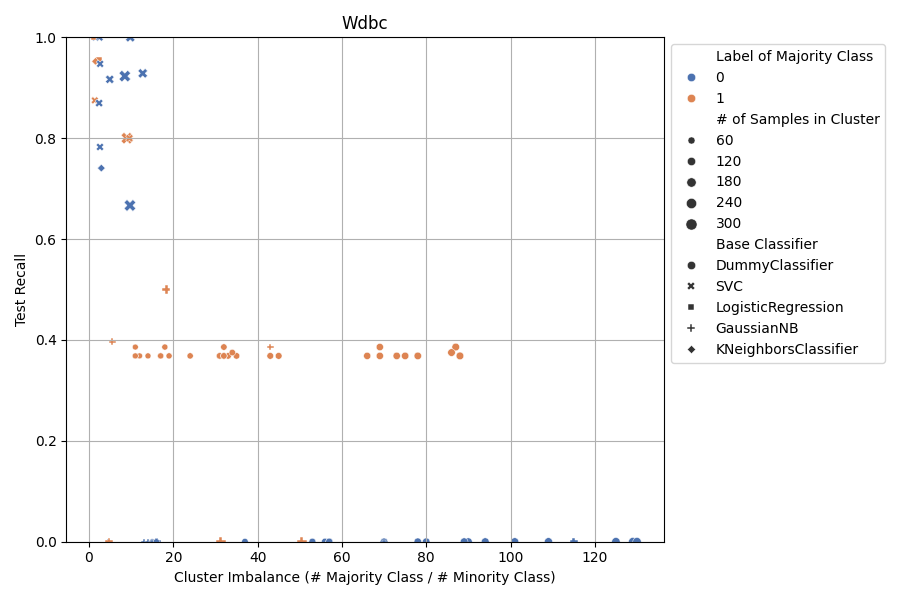 Wdbc
Test Recall
1.0
0.8
0.6
0.4
0.2
0.0
0
20
40
60
80
100
120
Cluster Imbalance (# Majority Class / # Minority Class)
Label of Majority Class
0
1
# of Samples in Cluster
60
120
180
240
300
Base Classifier
DummyClassifier
SVC
LogisticRegression
GaussianNB
KNeighborsClassifier